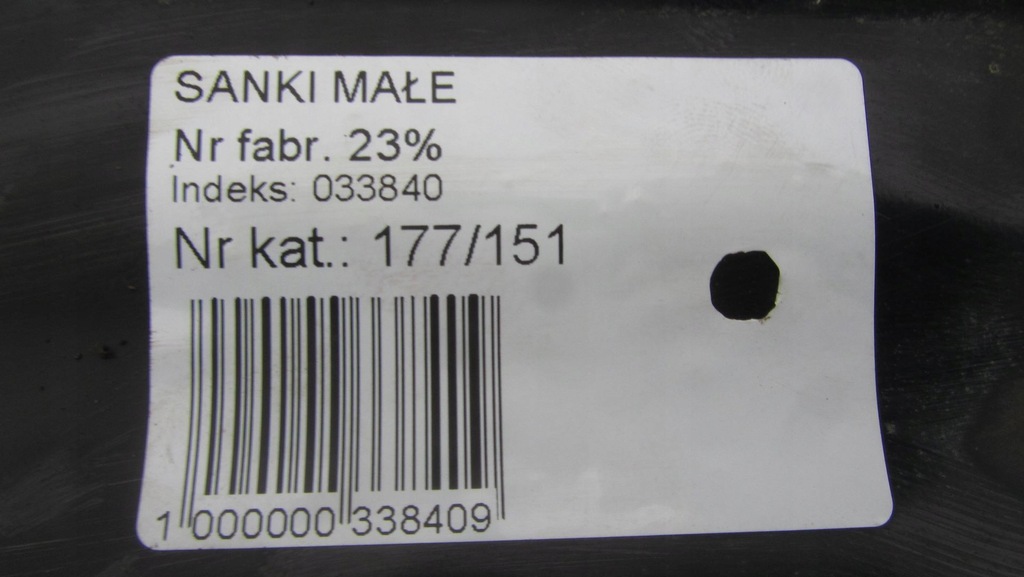 SANKI MAŁE
Nr fabr. 23%
Indeks: 033840
Nr kat.: 177/151
1 000000 338409